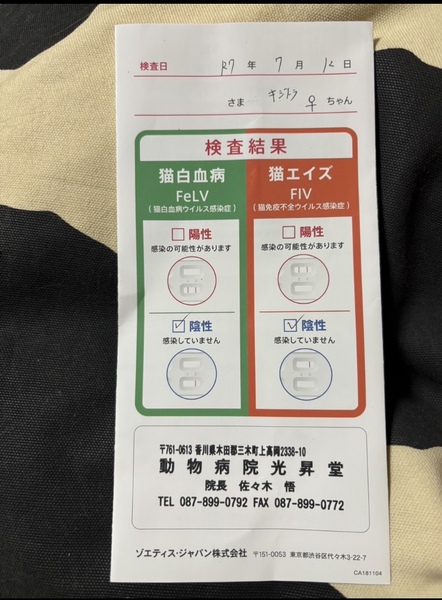 検査日 R7 年 7 月 12 日
さま キジトラ ♀ ちゃん
検査結果
猫白血病
FeLV
(猫白血病ウイルス感染症)
陽性
感染の可能性があります
陰性
感染していません
猫エイズ
FIV
(猫免疫不全ウイルス感染症)
陽性
感染の可能性があります
陰性
感染していません
〒761-0613 香川県木田郡三木町上高岡2338-10
動物病院光昇堂
院長 佐々木 悟
TEL 087-899-0792 FAX 087-899-0772
ゾエティス・ジャパン株式会社 〒151-0053 東京都渋谷区代々木3-22-7
CA181104